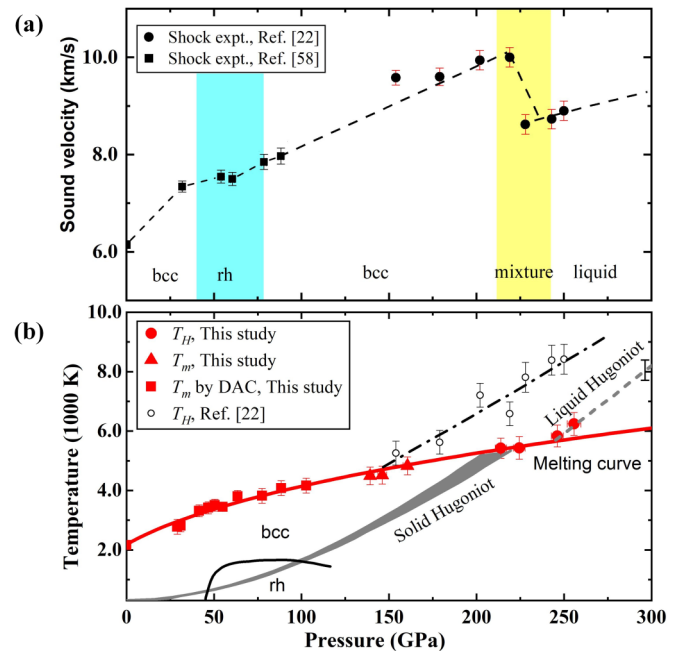 (a)
Shock expt., Ref. [22]
Shock expt., Ref. [58]
Sound velocity (km/s)
10.0
8.0
6.0
bcc
rh
bcc
mixture
liquid
(b)
T_H, This study
T_m, This study
T_m by DAC, This study
T_H, Ref. [22]
Temperature (1000 K)
10.0
8.0
6.0
4.0
2.0
Liquid Hugoniot
Melting curve
Solid Hugoniot
bcc
rh
0 50 100 150 200 250 300
Pressure (GPa)